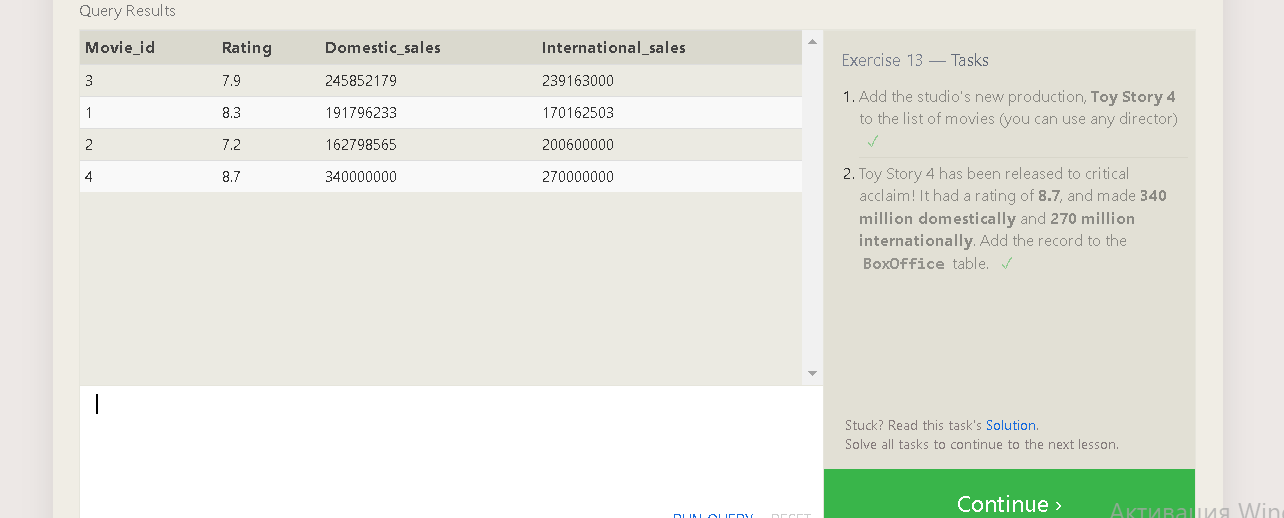 Query Results
Movie_id Rating Domestic_sales International_sales
3 7.9 245852179 239163000
1 8.3 191796233 170162503
2 7.2 162798565 200600000
4 8.7 340000000 270000000
Exercise 13 — Tasks
1. Add the studio's new production, Toy Story 4
to the list of movies (you can use any director)
✓
2. Toy Story 4 has been released to critical
acclaim! It had a rating of 8.7, and made 340
million domestically and 270 million
internationally. Add the record to the
BoxOffice table. ✓
Stuck? Read this task's Solution.
Solve all tasks to continue to the next lesson.
RUN QUERY RESET
Continue ›
Активация Win